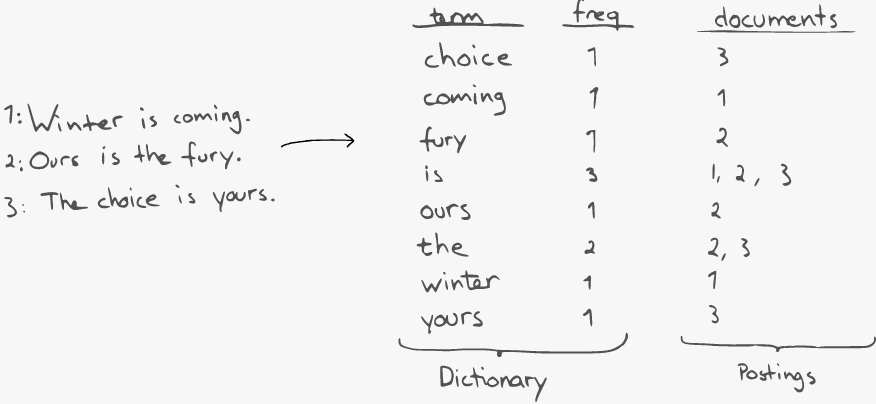 1: Winter is coming.
2: Ours is the fury.
3: The choice is yours.
term freq documents
choice 1 3
coming 1 1
fury 1 2
is 3 1, 2, 3
ours 1 2
the 2 2, 3
winter 1 1
yours 1 3
Dictionary Postings